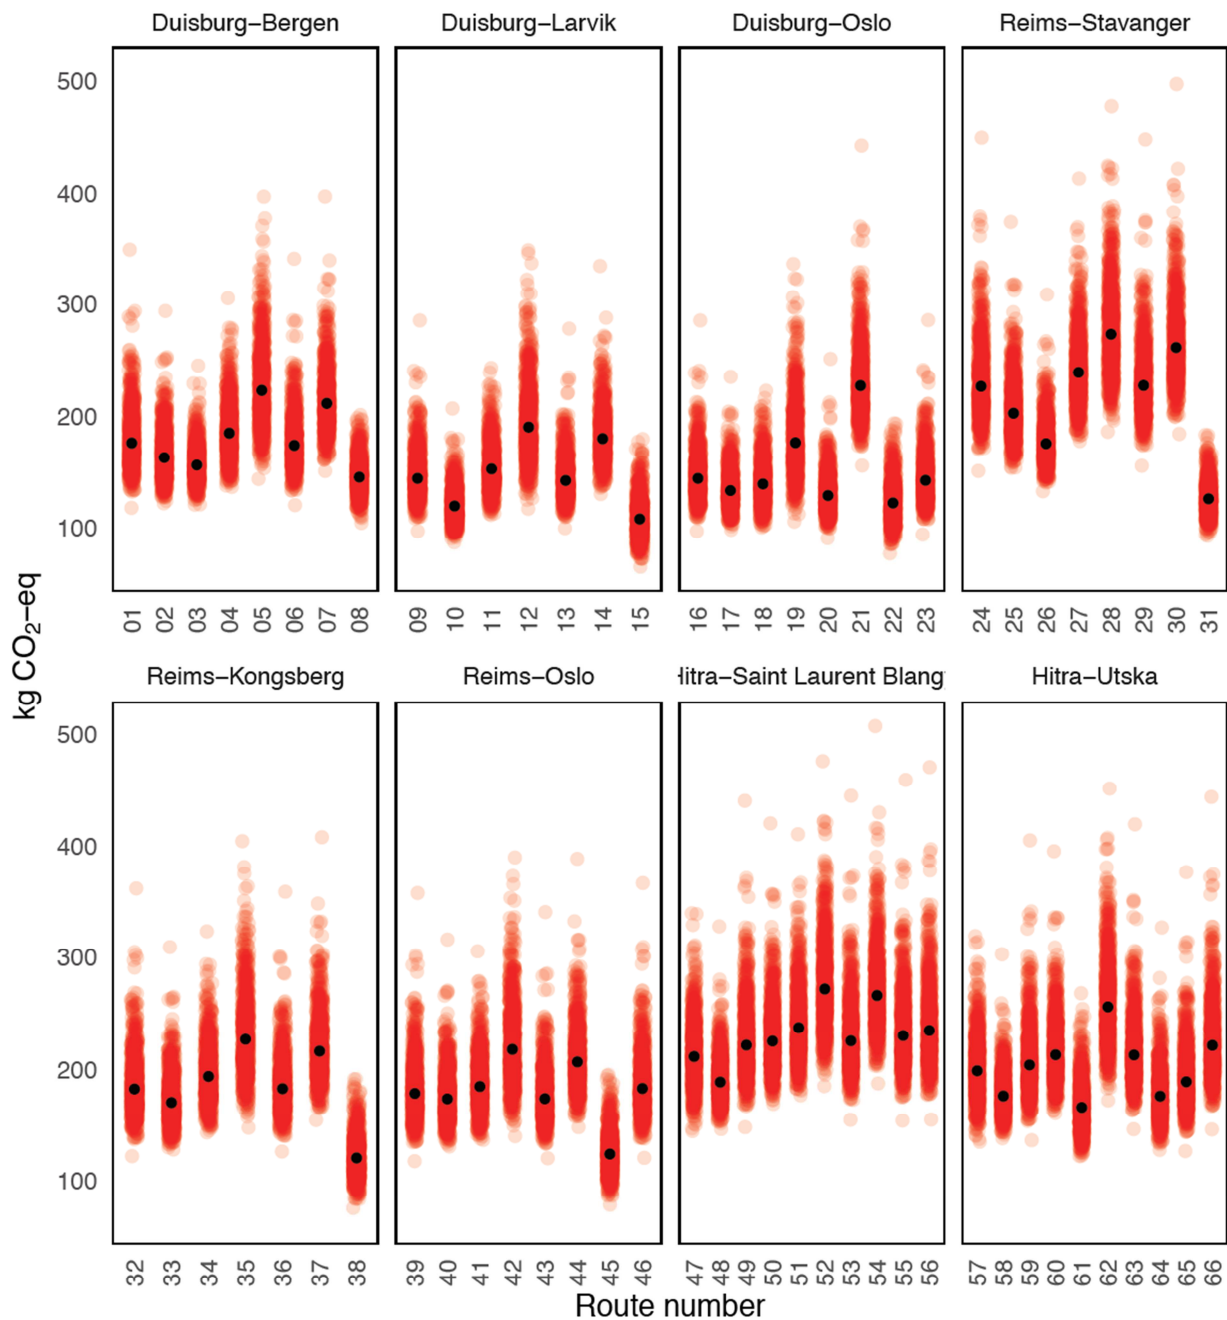 Duisburg–Bergen Duisburg–Larvik Duisburg–Oslo Reims–Stavanger
500
400
300
200
100
01 02 03 04 05 06 07 08 09 10 11 12 13 14 15 16 17 18 19 20 21 22 23 24 25 26 27 28 29 30 31
kg CO₂–eq
Reims–Kongsberg Reims–Oslo Hitra–Saint Laurent Blang Hitra–Utska
500
400
300
200
100
32 33 34 35 36 37 38 39 40 41 42 43 44 45 46 47 48 49 50 51 52 53 54 55 56 57 58 59 60 61 62 63 64 65 66
Route number